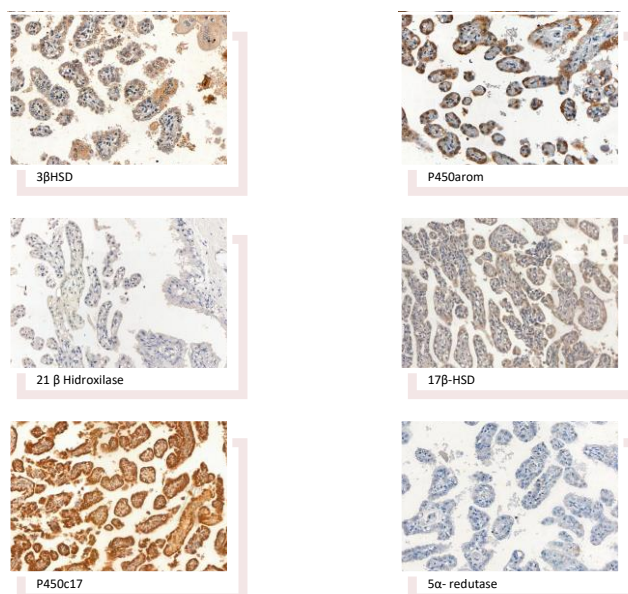 3βHSD
P450arom
21 β Hidroxilase
17β-HSD
P450c17
5α- redutase